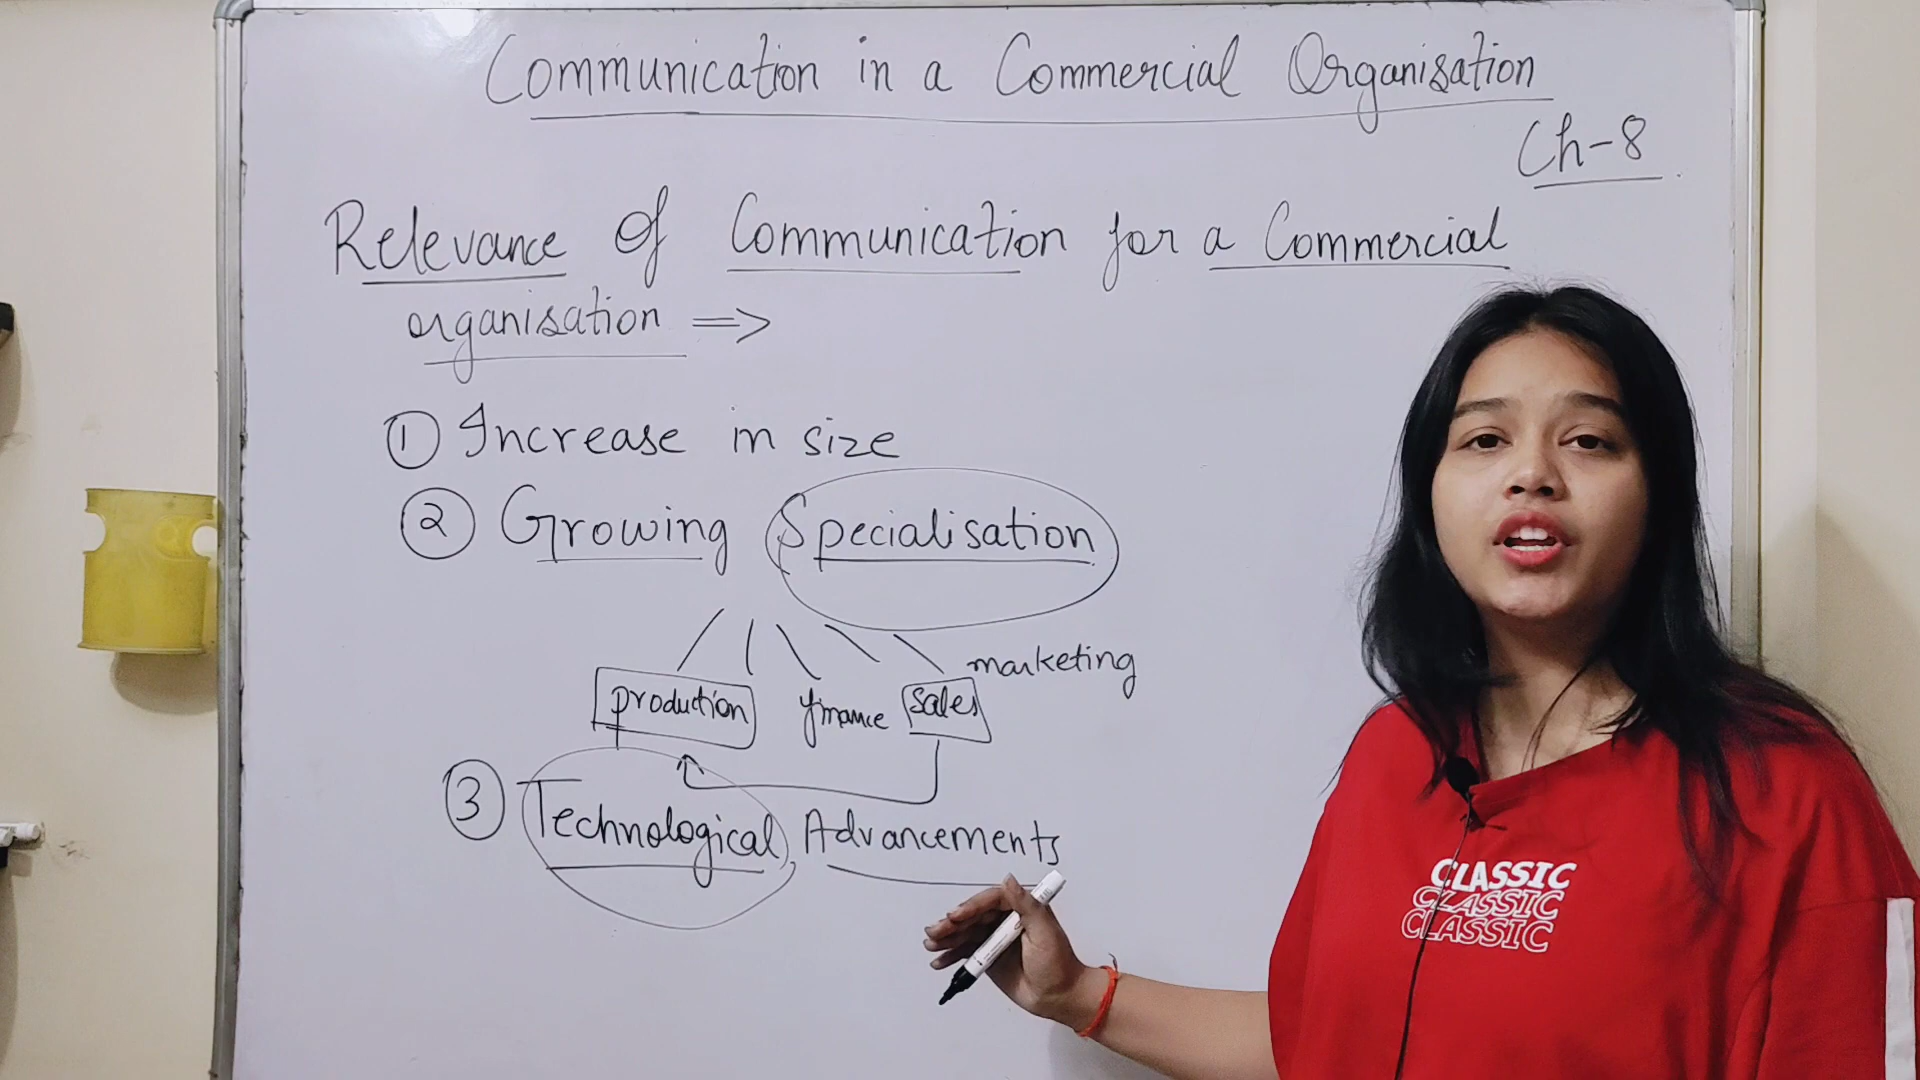 Communication in a Commercial Organisation
Ch-8
Relevance of Communication for a Commercial
organisation =>
① Increase in size
② Growing Specialisation
marketing
production finance sales
③ Technological Advancements
CLASSIC
CLASSIC
CLASSIC